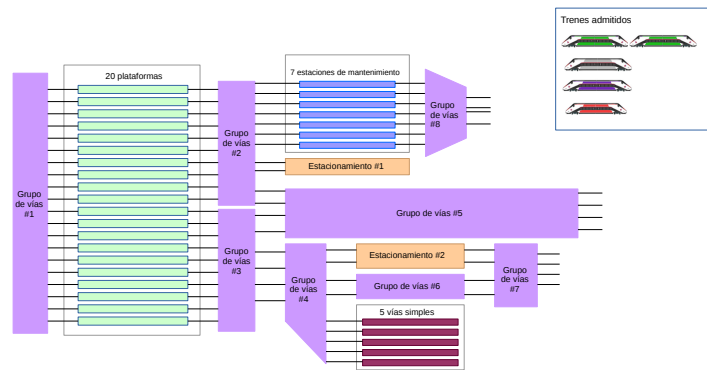 Trenes admitidos
20 plataformas
7 estaciones de mantenimiento
Grupo
de vías
#8
Grupo
de vías
#2
Estacionamiento #1
Grupo
de vías
#1
Grupo de vías #5
Grupo
de vías
#3
Estacionamiento #2
Grupo
de vías
#4
Grupo de vías #6
Grupo
de vías
#7
5 vías simples